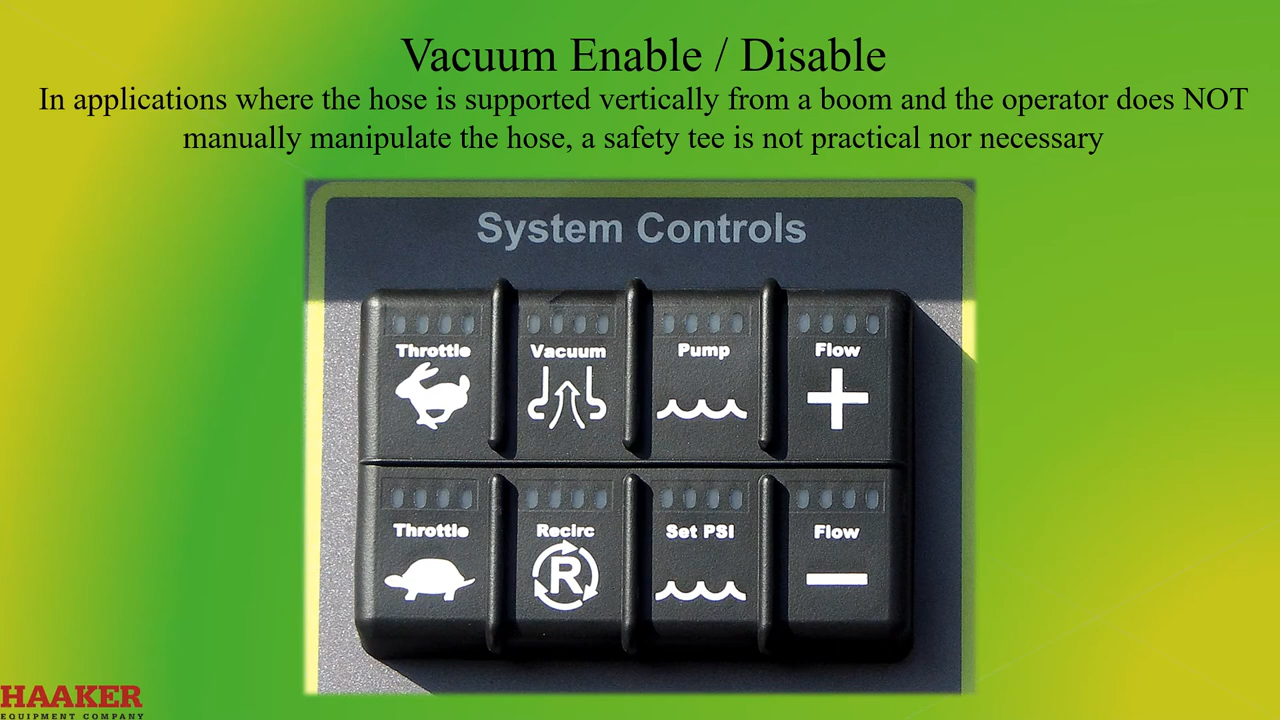 Vacuum Enable / Disable
In applications where the hose is supported vertically from a boom and the operator does NOT
manually manipulate the hose, a safety tee is not practical nor necessary
System Controls
Throttle Vacuum Pump Flow
+
Throttle Recirc Set PSI Flow
R −
HAAKER
EQUIPMENT COMPANY